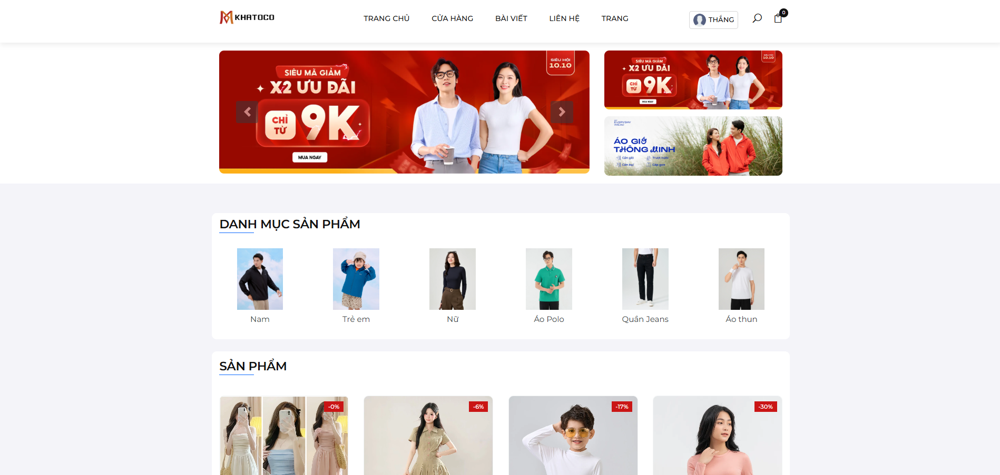 KHATOCO
TRANG CHỦ
CỬA HÀNG
BÀI VIẾT
LIÊN HỆ
TRANG
THẮNG
0
SIÊU MÃ GIẢM
X2 ƯU ĐÃI
CHỈ TỪ
9K
MUA NGAY
SIÊU HỘI
10.10
SIÊU MÃ GIẢM
X2 ƯU ĐÃI
CHỈ TỪ
9K
MUA NGAY
SIÊU HỘI
10.10
EVERYDAY
WEAR
ÁO GIÓ
THÔNG MINH
Cản gió
Trượt nước
Cản bụi
Gấp gọn
DANH MỤC SẢN PHẨM
Nam
Trẻ em
Nữ
Áo Polo
Quần Jeans
Áo thun
SẢN PHẨM
-0%
-6%
-17%
-30%